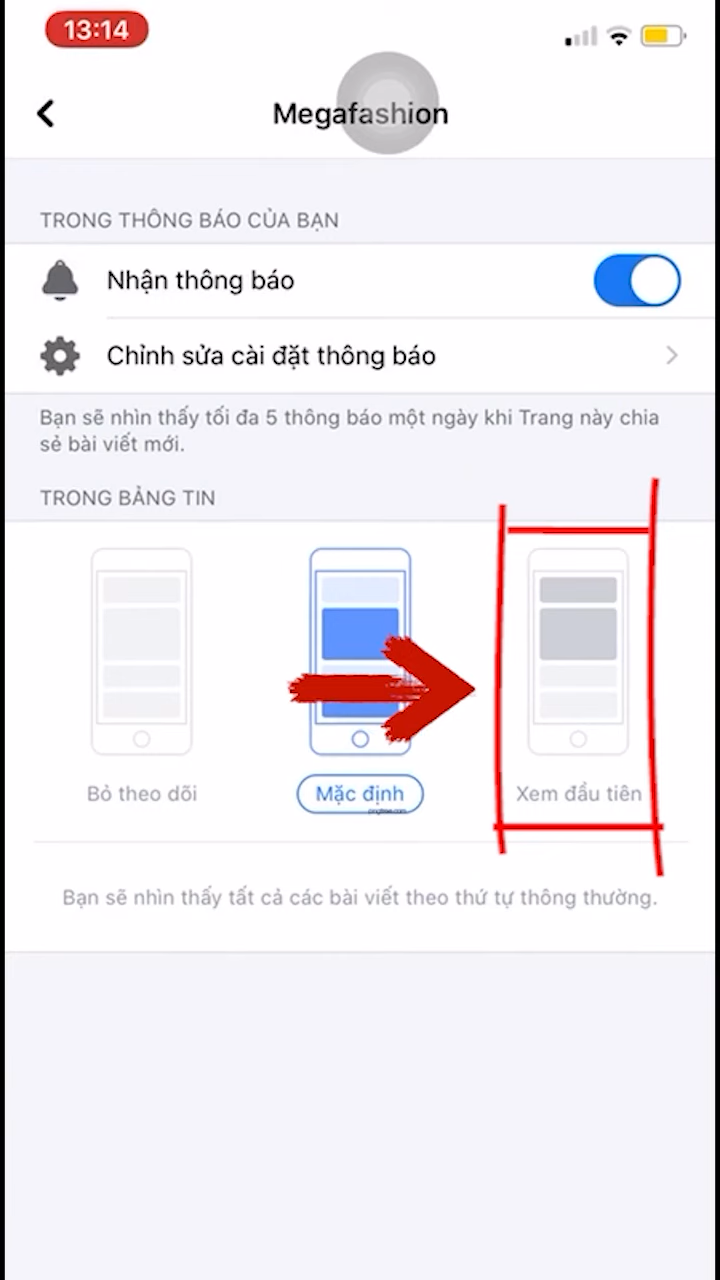 13:14
Megafashion
TRONG THÔNG BÁO CỦA BẠN
Nhận thông báo
Chỉnh sửa cài đặt thông báo
Bạn sẽ nhìn thấy tối đa 5 thông báo một ngày khi Trang này chia
sẻ bài viết mới.
TRONG BẢNG TIN
Bỏ theo dõi
Mặc định
Xem đầu tiên
pngtree.com
Bạn sẽ nhìn thấy tất cả các bài viết theo thứ tự thông thường.